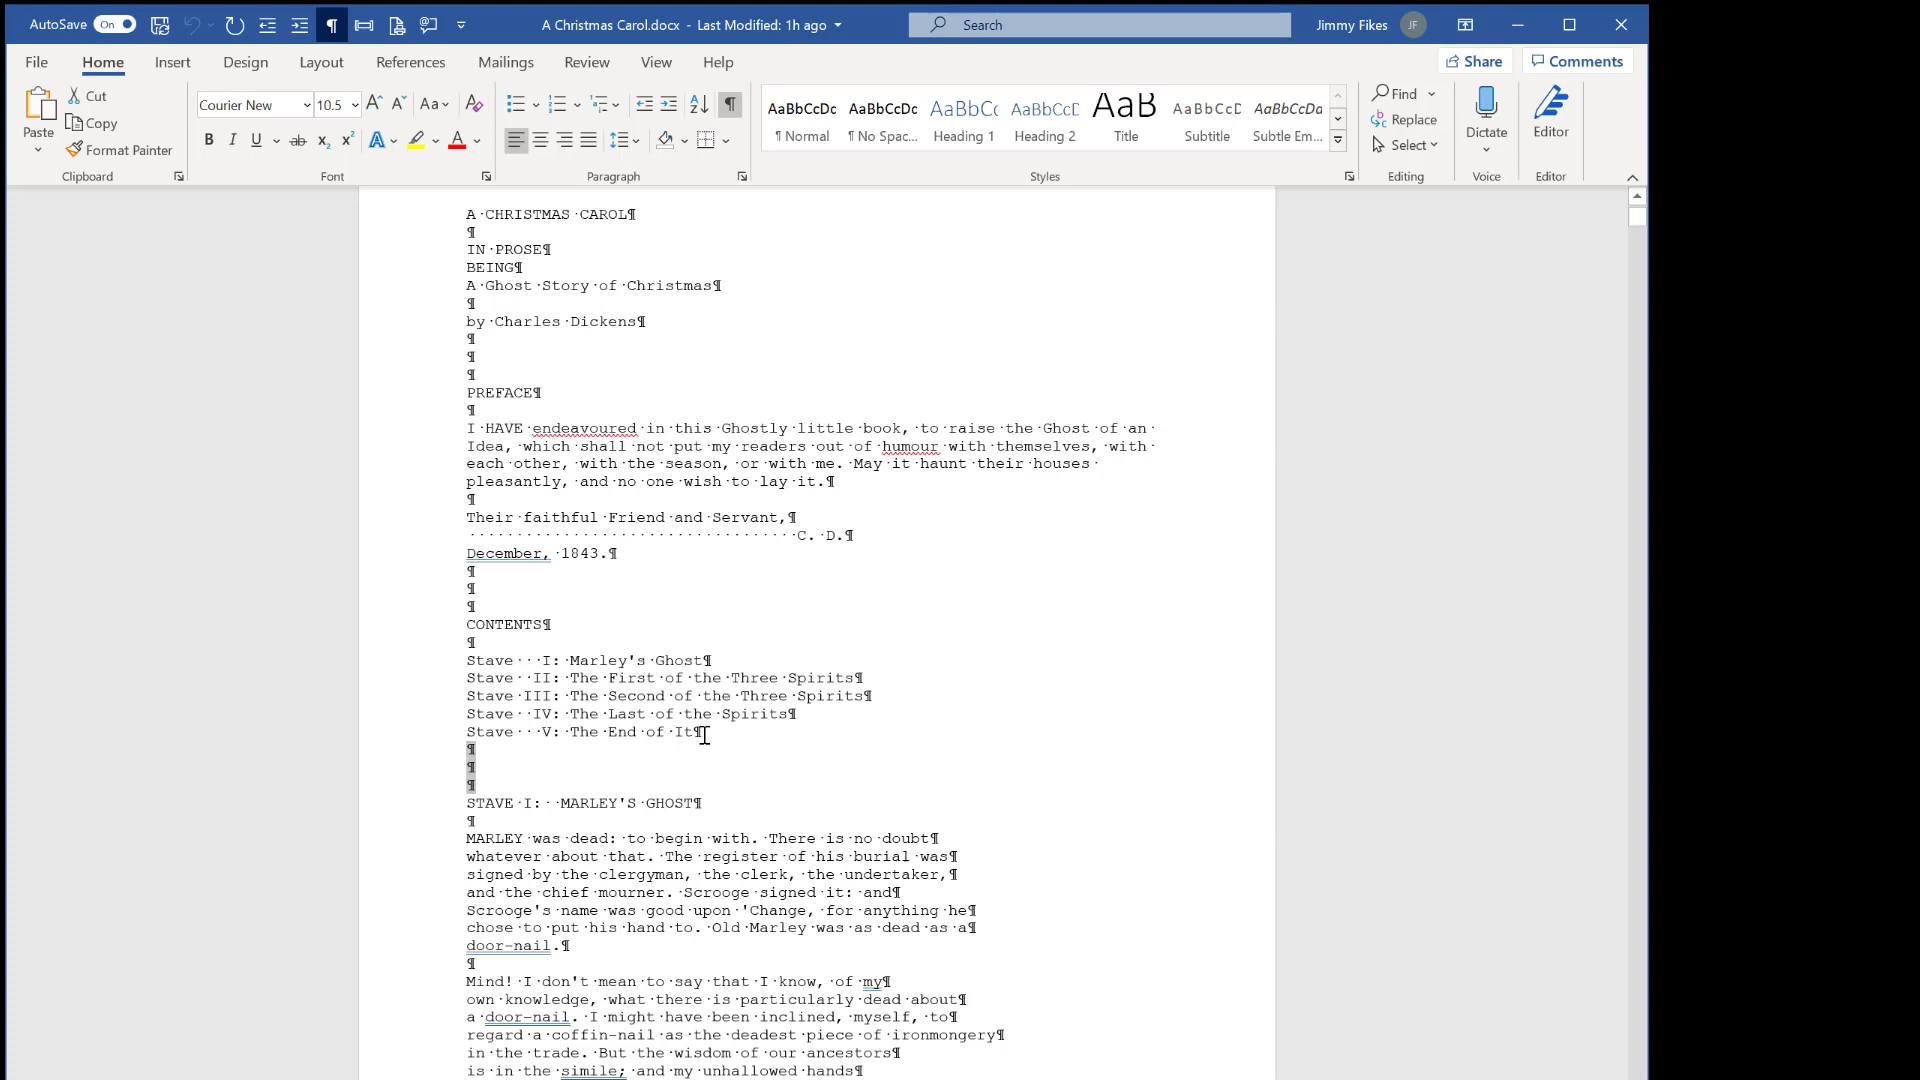 AutoSave On A Christmas Carol.docx - Last Modified: 1h ago Search Jimmy Fikes JF
File Home Insert Design Layout References Mailings Review View Help Share Comments
Paste Cut Copy Format Painter Clipboard
Courier New 10.5 Aa Font
Paragraph
AaBbCcDc AaBbCcDc AaBbCc AaBbCcE AaB AaBbCcD AaBbCcDa
¶ Normal ¶ No Spac... Heading 1 Heading 2 Title Subtitle Subtle Em...
Styles
Find Replace Select Editing
Dictate Voice
Editor Editor
A·CHRISTMAS·CAROL¶
¶
IN·PROSE¶
BEING¶
A·Ghost·Story·of·Christmas¶
¶
by·Charles·Dickens¶
¶
¶
¶
PREFACE¶
¶
I·HAVE·endeavoured·in·this·Ghostly·little·book,·to·raise·the·Ghost·of·an·
Idea,·which·shall·not·put·my·readers·out·of·humour·with·themselves,·with·
each·other,·with·the·season,·or·with·me.··May·it·haunt·their·houses·
pleasantly,·and·no·one·wish·to·lay·it.¶
¶
Their·faithful·Friend·and·Servant,¶
···································C.·D.¶
December,·1843.¶
¶
¶
¶
CONTENTS¶
¶
Stave···I:·Marley's·Ghost¶
Stave··II:·The·First·of·the·Three·Spirits¶
Stave·III:·The·Second·of·the·Three·Spirits¶
Stave··IV:·The·Last·of·the·Spirits¶
Stave···V:·The·End·of·It¶
¶
¶
¶
STAVE·I:··MARLEY'S·GHOST¶
¶
MARLEY·was·dead:·to·begin·with.·There·is·no·doubt¶
whatever·about·that.·The·register·of·his·burial·was¶
signed·by·the·clergyman,·the·clerk,·the·undertaker,¶
and·the·chief·mourner.·Scrooge·signed·it:·and¶
Scrooge's·name·was·good·upon·'Change,·for·anything·he¶
chose·to·put·his·hand·to.·Old·Marley·was·as·dead·as·a¶
door-nail.¶
¶
Mind!·I·don't·mean·to·say·that·I·know,·of·my¶
own·knowledge,·what·there·is·particularly·dead·about¶
a·door-nail.·I·might·have·been·inclined,·myself,·to¶
regard·a·coffin-nail·as·the·deadest·piece·of·ironmongery¶
in·the·trade.·But·the·wisdom·of·our·ancestors¶
is·in·the·simile;·and·my·unhallowed·hands¶